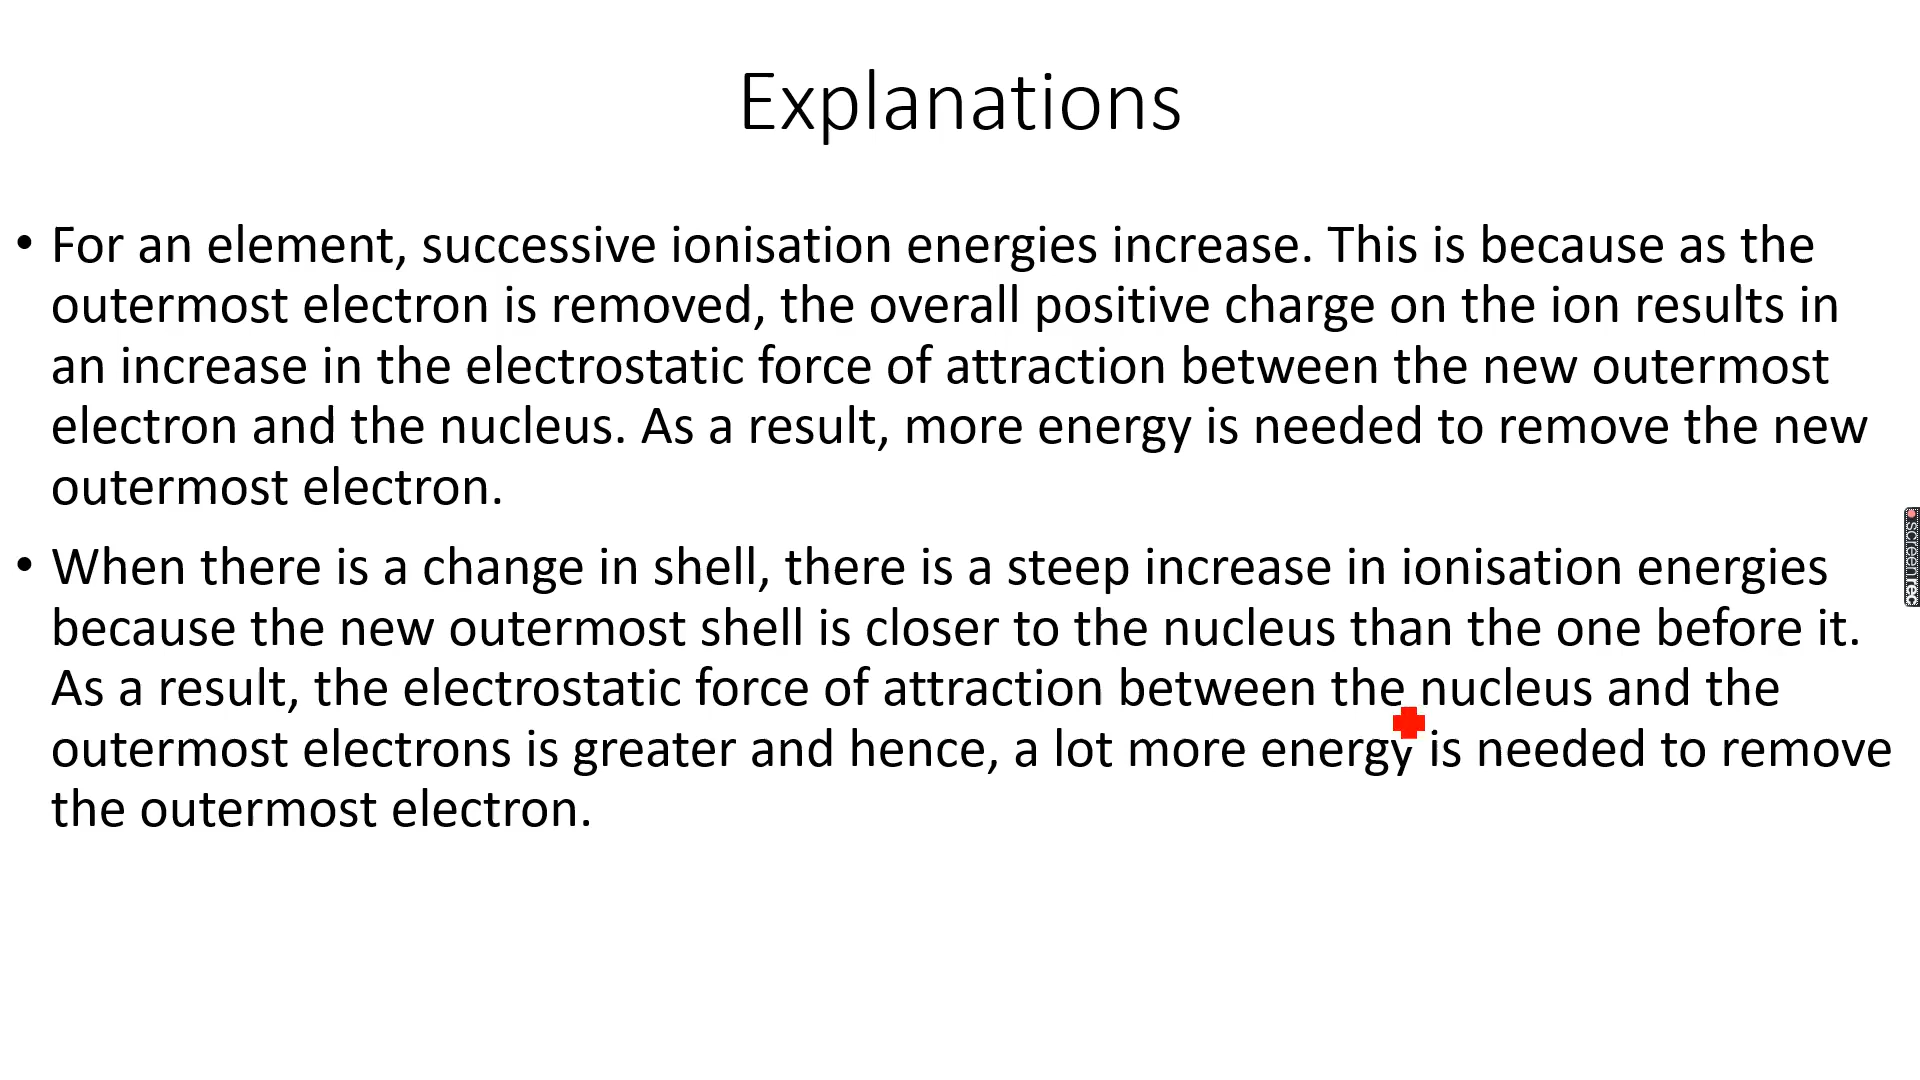 Explanations
• For an element, successive ionisation energies increase. This is because as the
outermost electron is removed, the overall positive charge on the ion results in
an increase in the electrostatic force of attraction between the new outermost
electron and the nucleus. As a result, more energy is needed to remove the new
outermost electron.
• When there is a change in shell, there is a steep increase in ionisation energies
because the new outermost shell is closer to the nucleus than the one before it.
As a result, the electrostatic force of attraction between the nucleus and the
outermost electrons is greater and hence, a lot more energy is needed to remove
the outermost electron.
screenrec